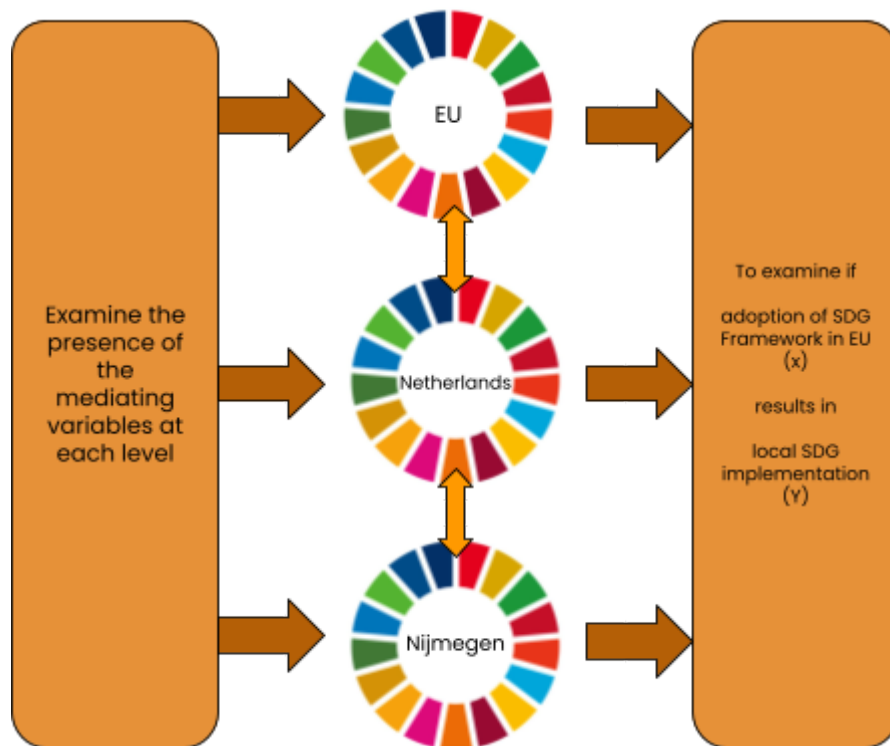 Examine the
presence of
the
mediating
variables at
each level
EU
Netherlands
Nijmegen
To examine if
adoption of SDG
Framework in EU
(x)
results in
local SDG
implementation
(Y)